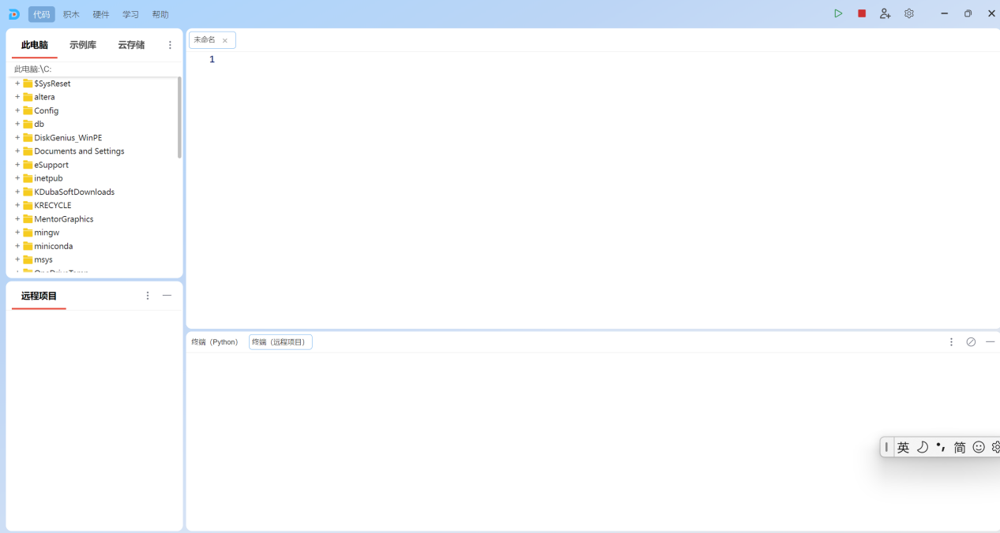 代码 积木 硬件 学习 帮助
此电脑 示例库 云存储
此电脑:\C:
$SysReset
altera
Config
db
DiskGenius_WinPE
Documents and Settings
eSupport
inetpub
KDubaSoftDownloads
KRECYCLE
MentorGraphics
mingw
miniconda
msys
OneDriveTemp
远程项目
未命名
1
终端（Python） 终端（远程项目）
英 简